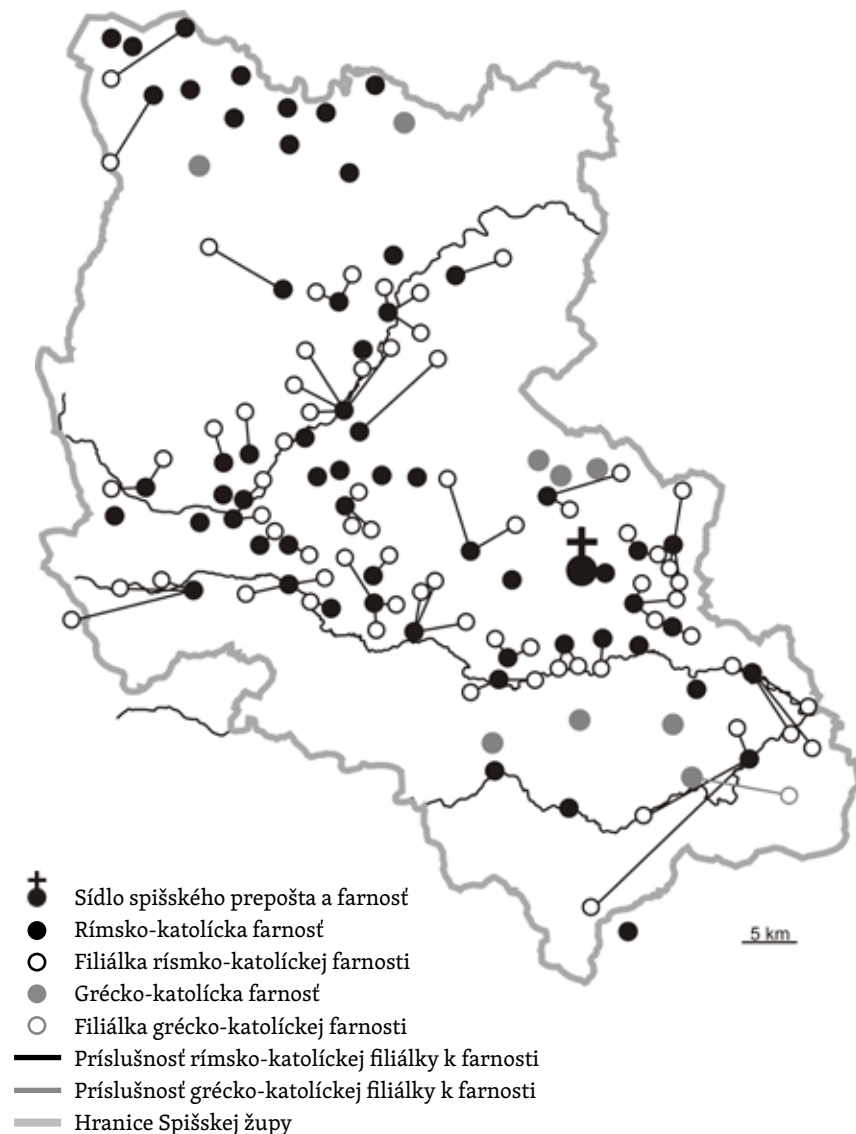 5 km
Sídlo spišského prepošta a farnosť
Rímsko-katolícka farnosť
Filiálka rísmko-katolíckej farnosti
Grécko-katolícka farnosť
Filiálka grécko-katolíckej farnosti
Príslušnosť rímsko-katolíckej filiálky k farnosti
Príslušnosť grécko-katolíckej filiálky k farnosti
Hranice Spišskej župy